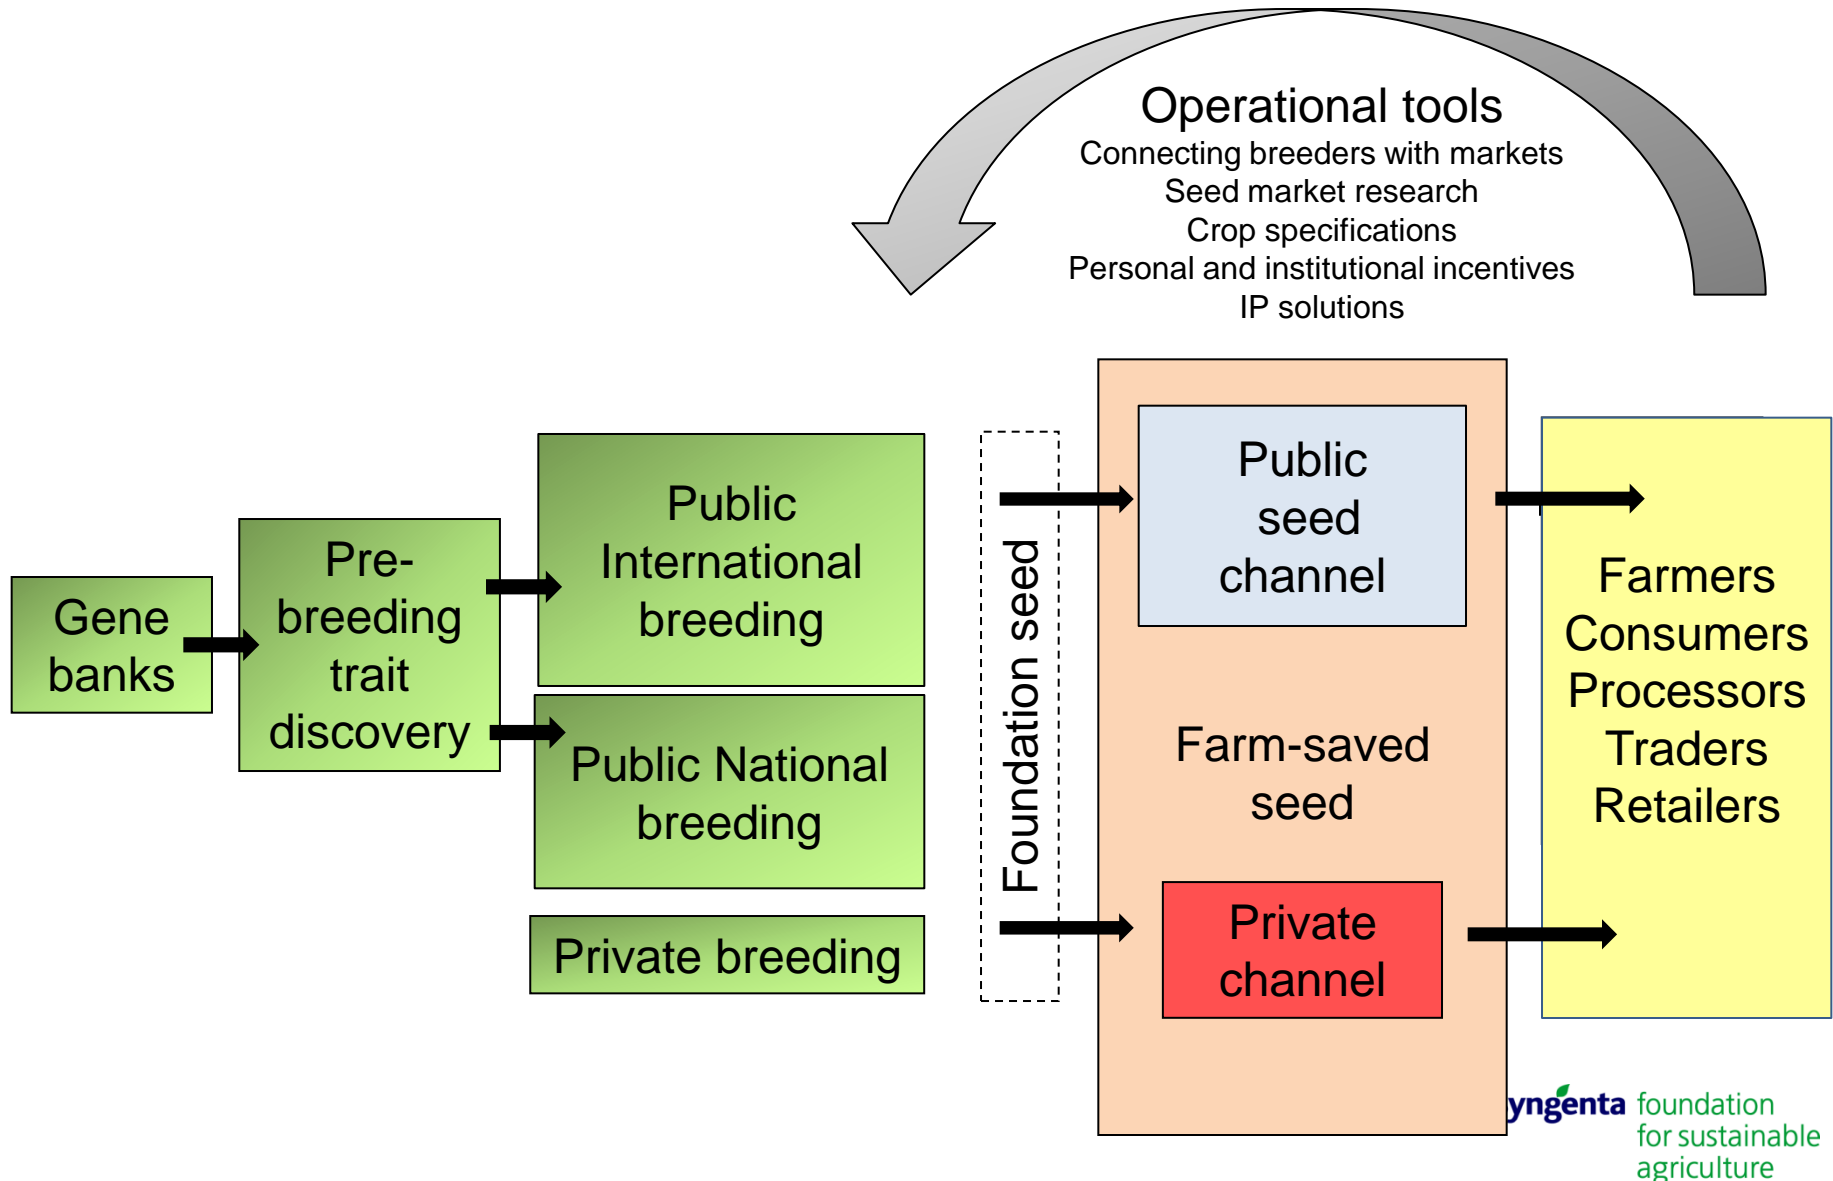 Operational tools
Connecting breeders with markets
Seed market research
Crop specifications
Personal and institutional incentives
IP solutions
Gene
banks
Pre-
breeding
trait
discovery
Public
International
breeding
Public National
breeding
Private breeding
Foundation seed
Public
seed
channel
Farm-saved
seed
Private
channel
Farmers
Consumers
Processors
Traders
Retailers
yngenta foundation
for sustainable
agriculture